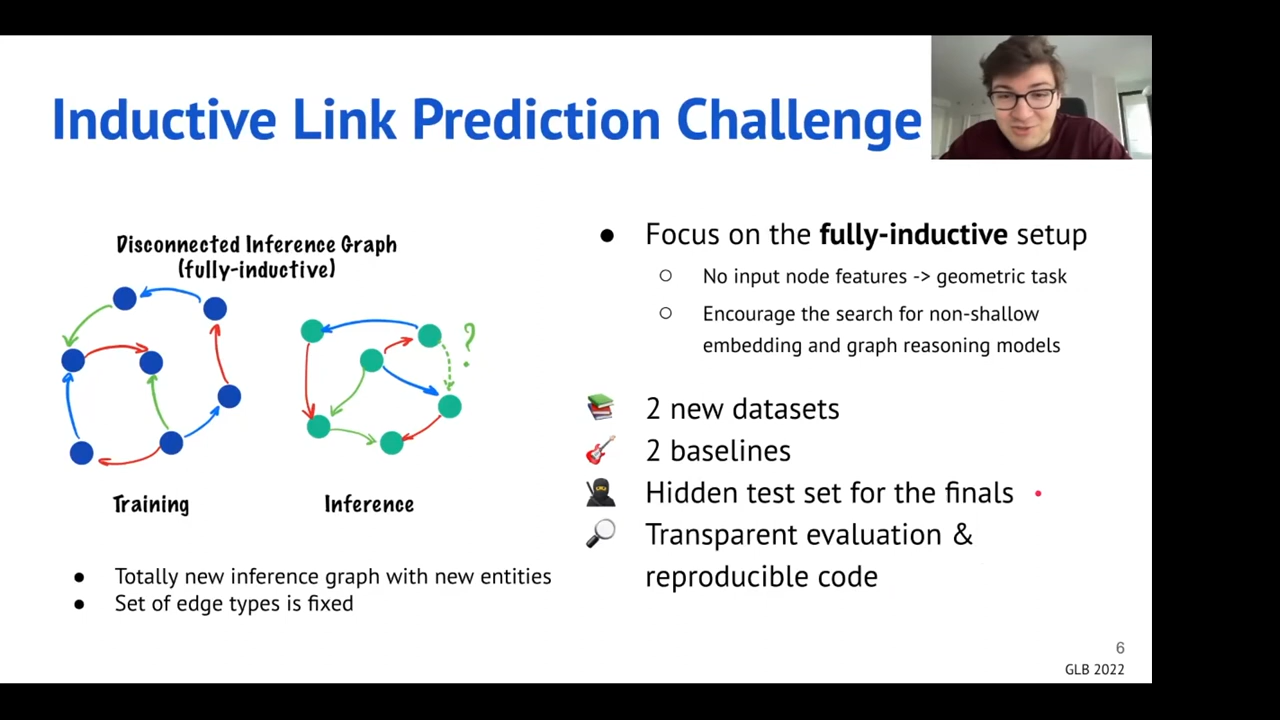 Inductive Link Prediction Challenge
Disconnected Inference Graph
(fully-inductive)
?
Training
Inference
● Totally new inference graph with new entities
● Set of edge types is fixed
● Focus on the fully-inductive setup
○ No input node features -> geometric task
○ Encourage the search for non-shallow
embedding and graph reasoning models
2 new datasets
2 baselines
Hidden test set for the finals
Transparent evaluation &
reproducible code
6
GLB 2022